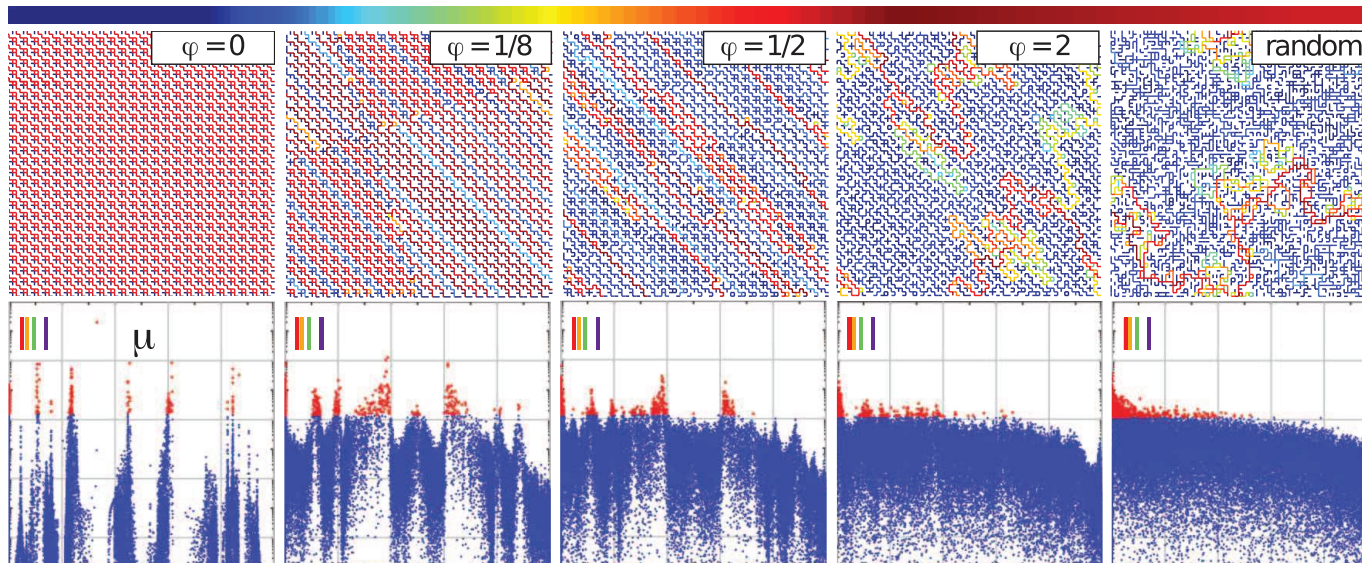 φ = 0
φ = 1/8
φ = 1/2
φ = 2
random
μ